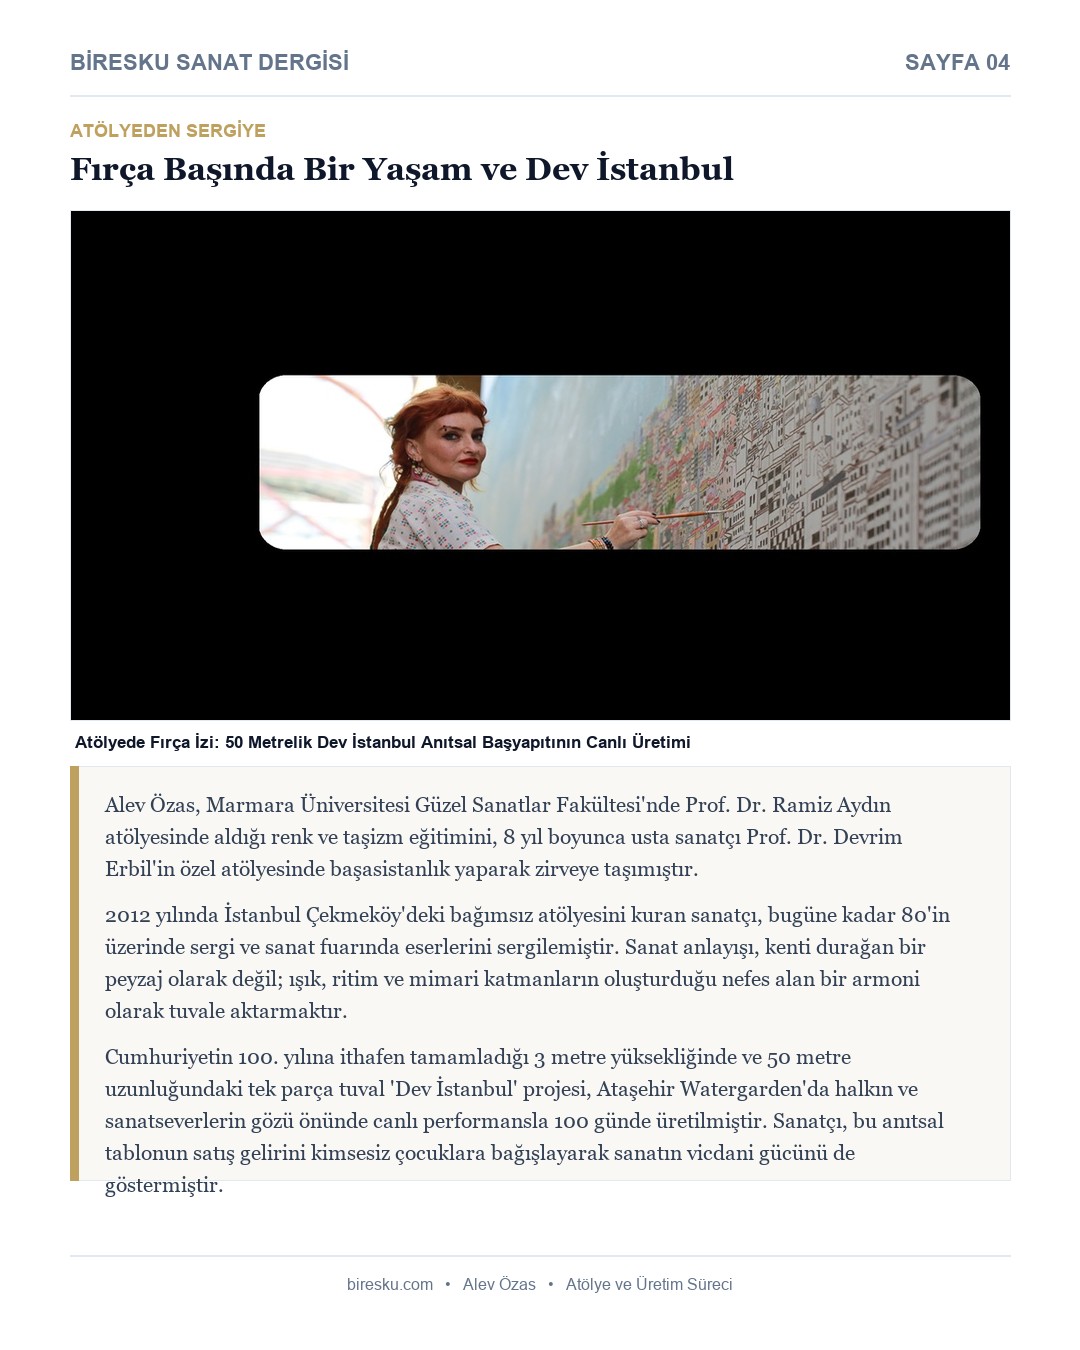 BİRESKU SANAT DERGİSİ
SAYFA 04
ATÖLYEDEN SERGİYE
Fırça Başında Bir Yaşam ve Dev İstanbul
Atölyede Fırça İzi: 50 Metrelik Dev İstanbul Anıtsal Başyapıtının Canlı Üretimi
Alev Özas, Marmara Üniversitesi Güzel Sanatlar Fakültesi'nde Prof. Dr. Ramiz Aydın
atölyesinde aldığı renk ve taşizm eğitimini, 8 yıl boyunca usta sanatçı Prof. Dr. Devrim
Erbil'in özel atölyesinde başasistanlık yaparak zirveye taşımıştır.
2012 yılında İstanbul Çekmeköy'deki bağımsız atölyesini kuran sanatçı, bugüne kadar 80'in
üzerinde sergi ve sanat fuarında eserlerini sergilemiştir. Sanat anlayışı, kenti durağan bir
peyzaj olarak değil; ışık, ritim ve mimari katmanların oluşturduğu nefes alan bir armoni
olarak tuvale aktarmaktır.
Cumhuriyetin 100. yılına ithafen tamamladığı 3 metre yüksekliğinde ve 50 metre
uzunluğundaki tek parça tuval 'Dev İstanbul' projesi, Ataşehir Watergarden'da halkın ve
sanatseverlerin gözü önünde canlı performansla 100 günde üretilmiştir. Sanatçı, bu anıtsal
tablonun satış gelirini kimsesiz çocuklara bağışlayarak sanatın vicdani gücünü de
göstermiştir.
biresku.com • Alev Özas • Atölye ve Üretim Süreci